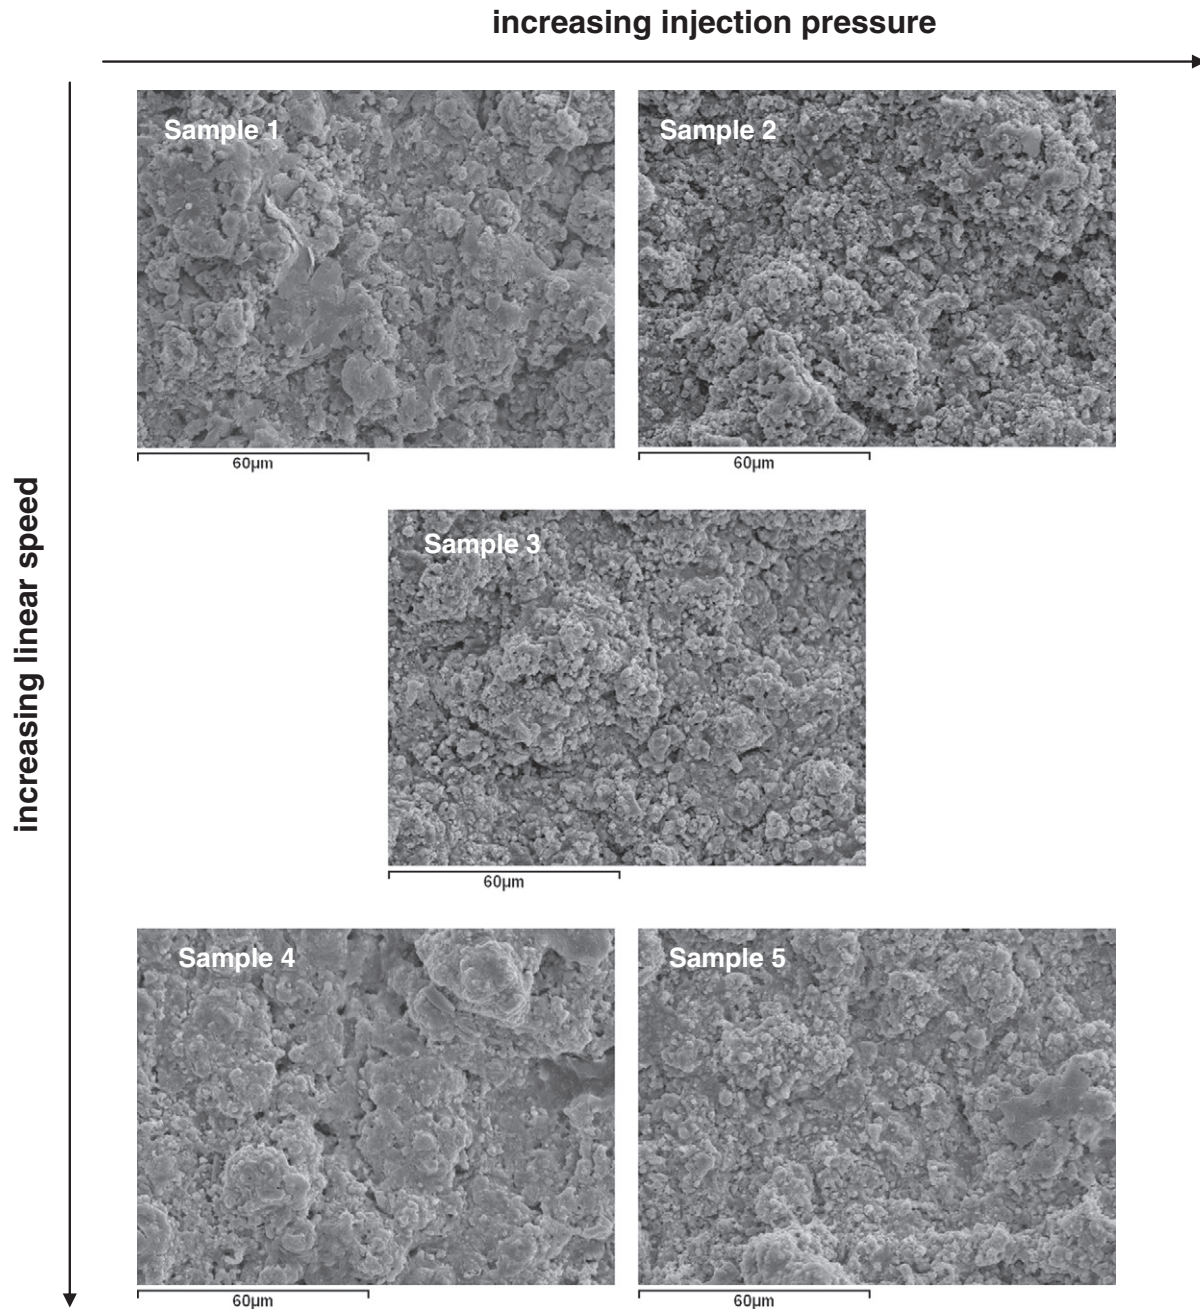 increasing injection pressure
increasing linear speed
Sample 1
Sample 2
60µm
60µm
Sample 3
60µm
Sample 4
Sample 5
60µm
60µm